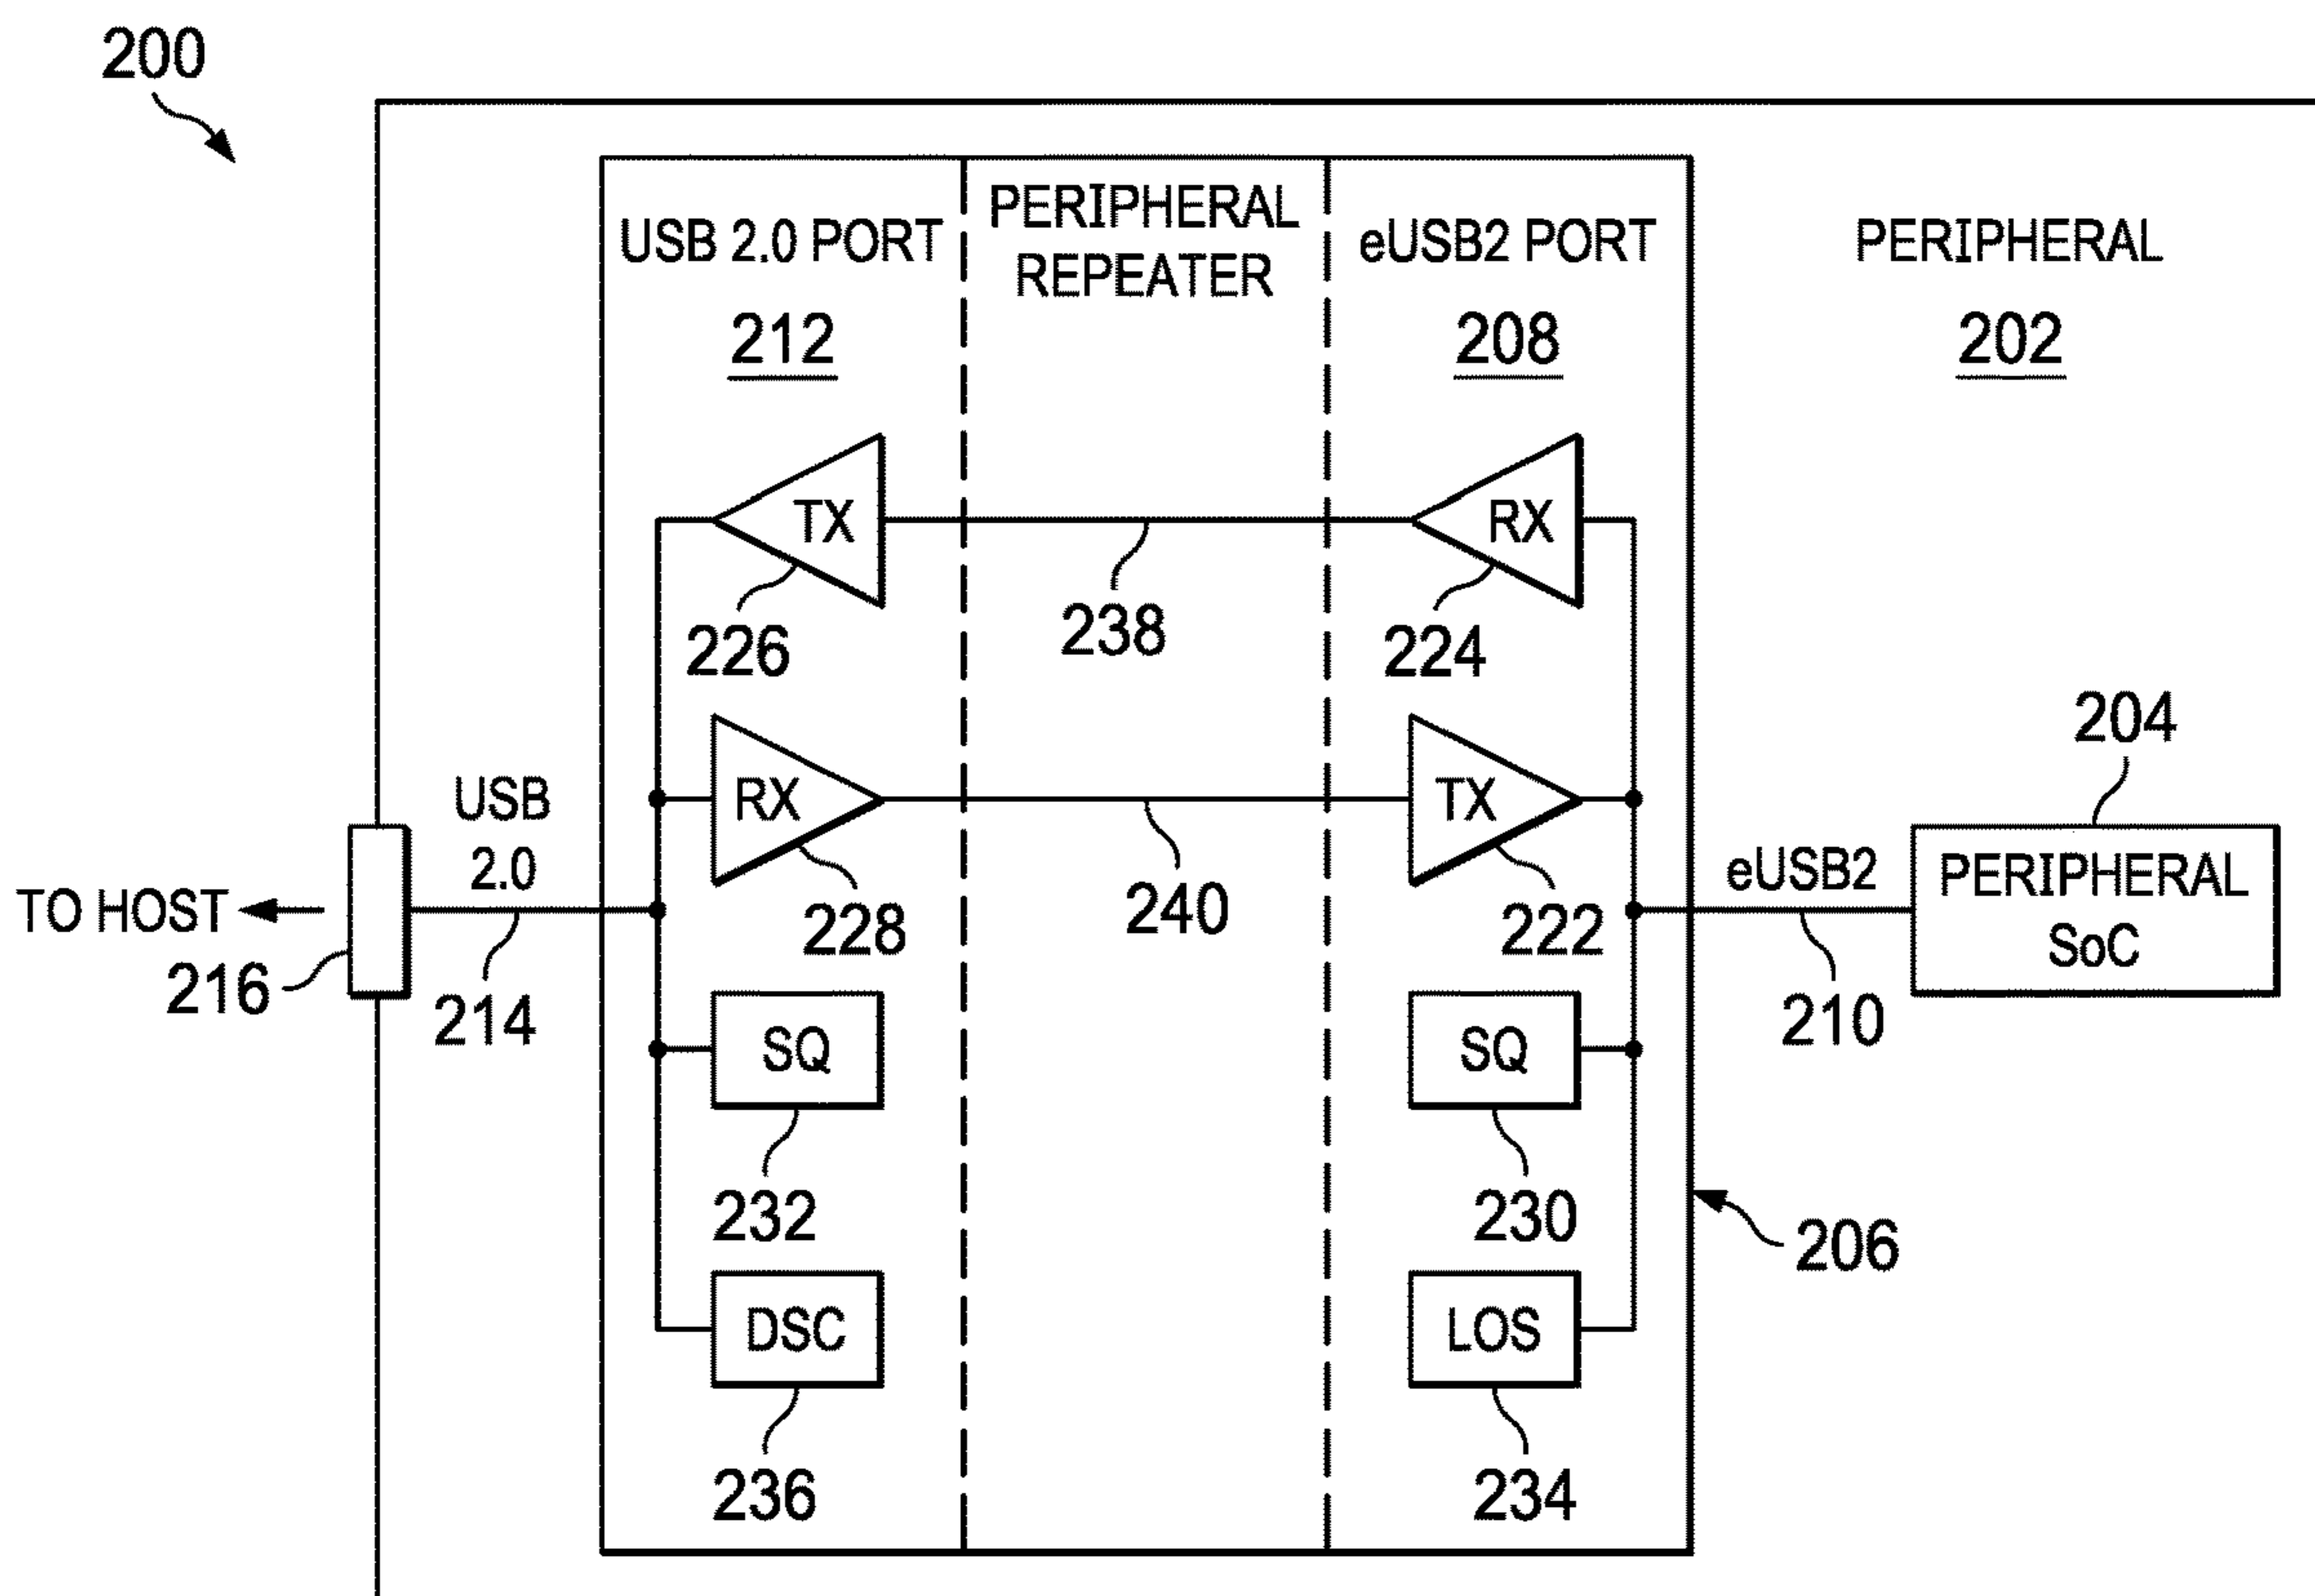 200
USB 2.0 PORT
212
PERIPHERAL
REPEATER
eUSB2 PORT
208
PERIPHERAL
202
TX
226
238
RX
224
RX
228
240
TX
222
204
USB
2.0
TO HOST
216
214
eUSB2
210
PERIPHERAL
SoC
SQ
232
SQ
230
206
DSC
236
LOS
234